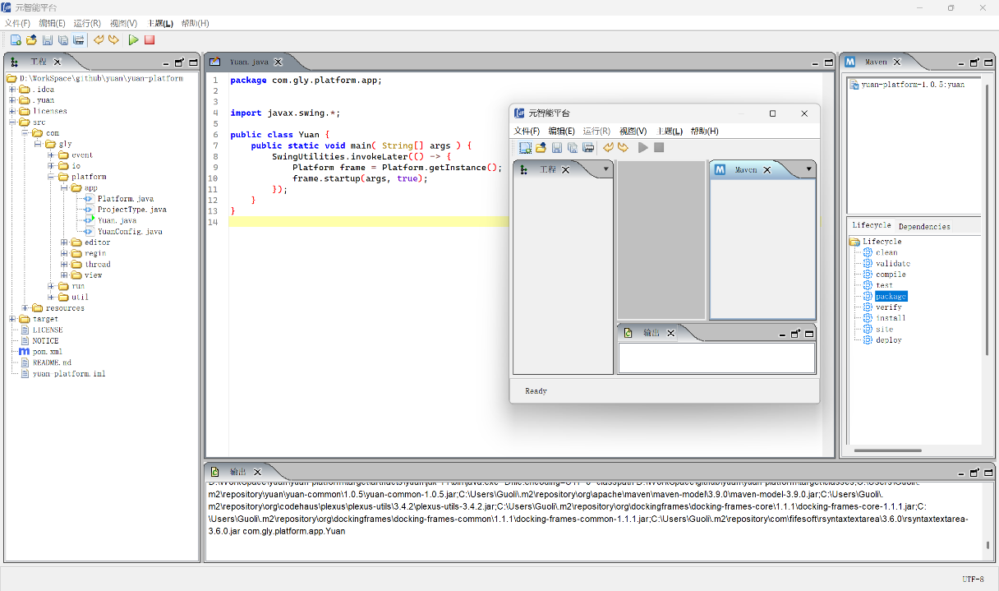 元智能平台
文件(F) 编辑(E) 运行(R) 视图(V) 主题(L) 帮助(H)
工程
D:\WorkSpace\github\yuan\yuan-platform
.idea
.yuan
licenses
src
com
gly
event
io
platform
app
Platform.java
ProjectType.java
Yuan.java
YuanConfig.java
editor
regin
thread
view
run
util
resources
target
LICENSE
NOTICE
pom.xml
README.md
yuan-platform.iml
Yuan.java
1 package com.gly.platform.app;
2
3
4 import javax.swing.*;
5
6 public class Yuan {
7 public static void main( String[] args ) {
8 SwingUtilities.invokeLater(() -> {
9 Platform frame = Platform.getInstance();
10 frame.startup(args, true);
11 });
12 }
13 }
14
元智能平台
文件(F) 编辑(E) 运行(R) 视图(V) 主题(L) 帮助(H)
工程
Maven
输出
Ready
Maven
yuan-platform-1.0.5:yuan
Lifecycle Dependencies
Lifecycle
clean
validate
compile
test
package
verify
install
site
deploy
输出
m2\repository\yuan\yuan-common\1.0.5\yuan-common-1.0.5.jar;C:\Users\Guoli\.m2\repository\org\apache\maven\maven-model\3.9.0\maven-model-3.9.0.jar;C:\Users\Guoli\.
m2\repository\org\codehaus\plexus\plexus-utils\3.4.2\plexus-utils-3.4.2.jar;C:\Users\Guoli\.m2\repository\org\dockingframes\docking-frames-core\1.1.1\docking-frames-core-1.1.1.jar;C:
\Users\Guoli\.m2\repository\org\dockingframes\docking-frames-common\1.1.1\docking-frames-common-1.1.1.jar;C:\Users\Guoli\.m2\repository\com\fifesoft\rsyntaxtextarea\3.6.0\rsyntaxtextarea-
3.6.0.jar com.gly.platform.app.Yuan
UTF-8